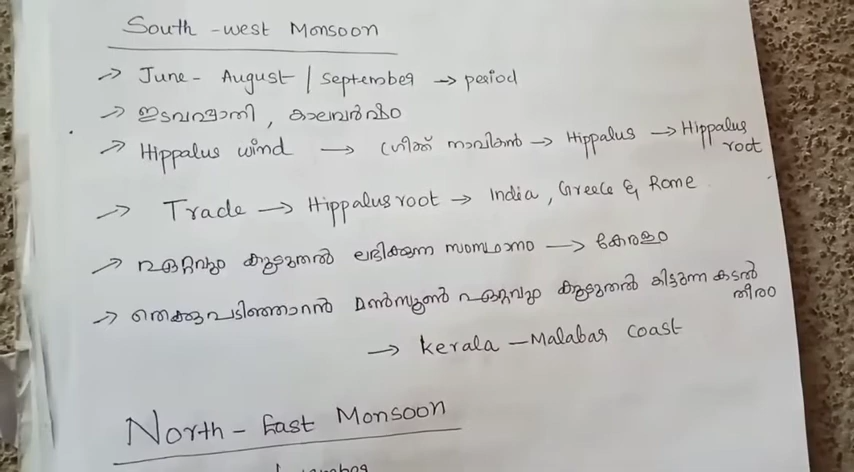 South - west Monsoon
→ June - August / September → period
→ ഇടവപ്പാതി , കാലവർഷം
→ Hippalus wind → ഗ്രീക്ക് നാവികൻ → Hippalus → Hippalus root
→ Trade → Hippalus root → India , Greece & Rome
→ ഏറ്റവും കൂടുതൽ ലഭിക്കുന്ന സംസ്ഥാനം → കേരളം
→ തെക്കുപടിഞ്ഞാറൻ മൺസൂൺ ഏറ്റവും കൂടുതൽ കിട്ടുന്ന കടൽ തീരം
→ Kerala - Malabar coast
North - East Monsoon